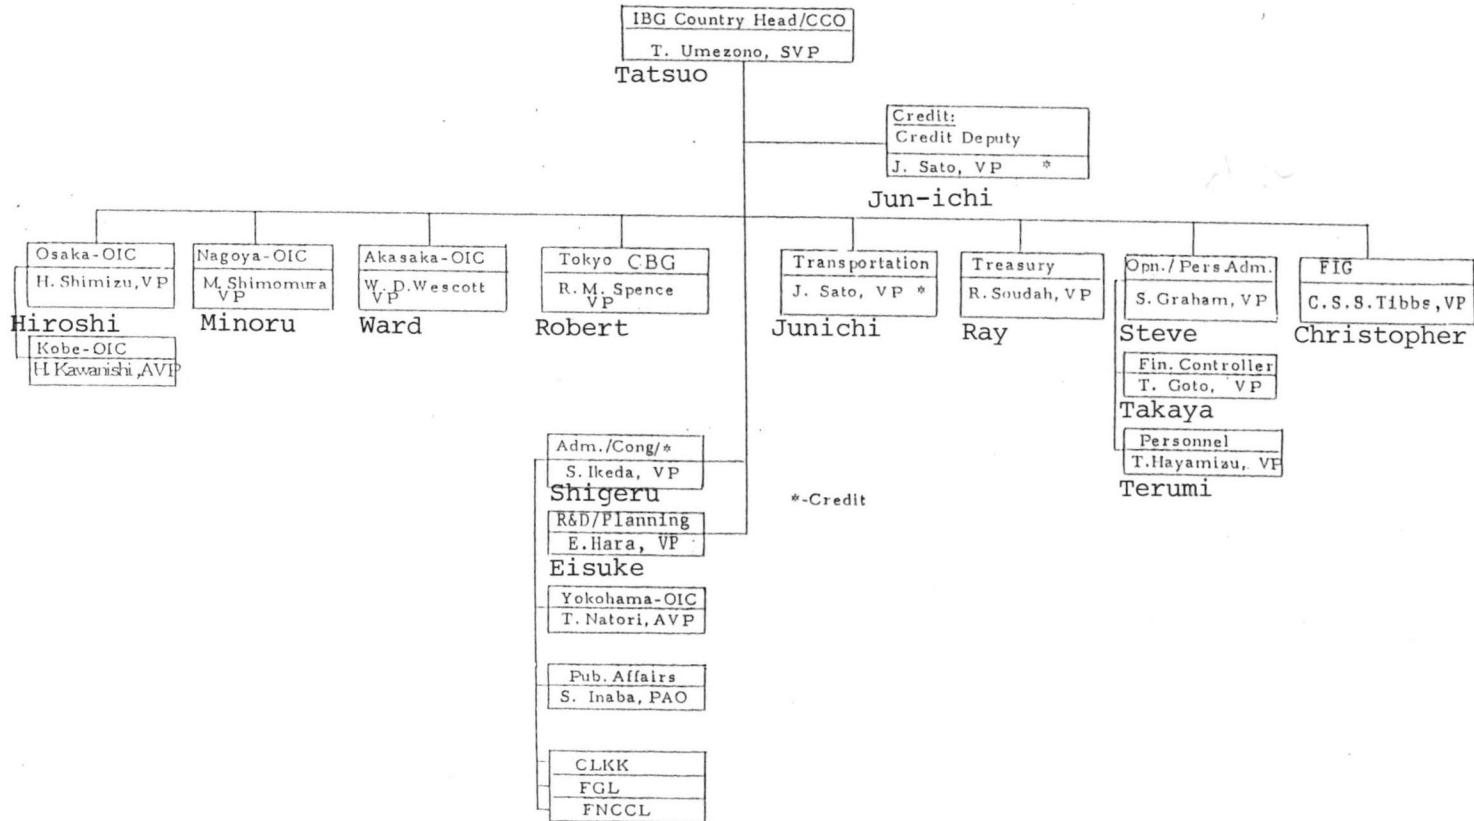 IBG Country Head/CCO
T. Umezono, SVP
Tatsuo
Credit:
Credit Deputy
J. Sato, VP *
Jun-ichi
Osaka-OIC
H. Shimizu, VP
Hiroshi
Kobe-OIC
H. Kawanishi, AVP
Nagoya-OIC
M. Shimomura
VP
Minoru
Akasaka-OIC
W. D. Wescott
VP
Ward
Tokyo CBG
R. M. Spence
VP
Robert
Transportation
J. Sato, VP *
Junichi
Treasury
R. Soudah, VP
Ray
Opn./Pers Adm.
S. Graham, VP
Steve
Fin. Controller
T. Goto, VP
Takaya
Personnel
T. Hayamizu, VP
Terumi
FIG
C.S.S. Tibbs, VP
Christopher
Adm./Cong/*
S. Ikeda, VP
Shigeru
R&D/Planning
E. Hara, VP
Eisuke
Yokohama-OIC
T. Natori, AVP
Pub. Affairs
S. Inaba, PAO
CLKK
FGL
FNCCL
*-Credit